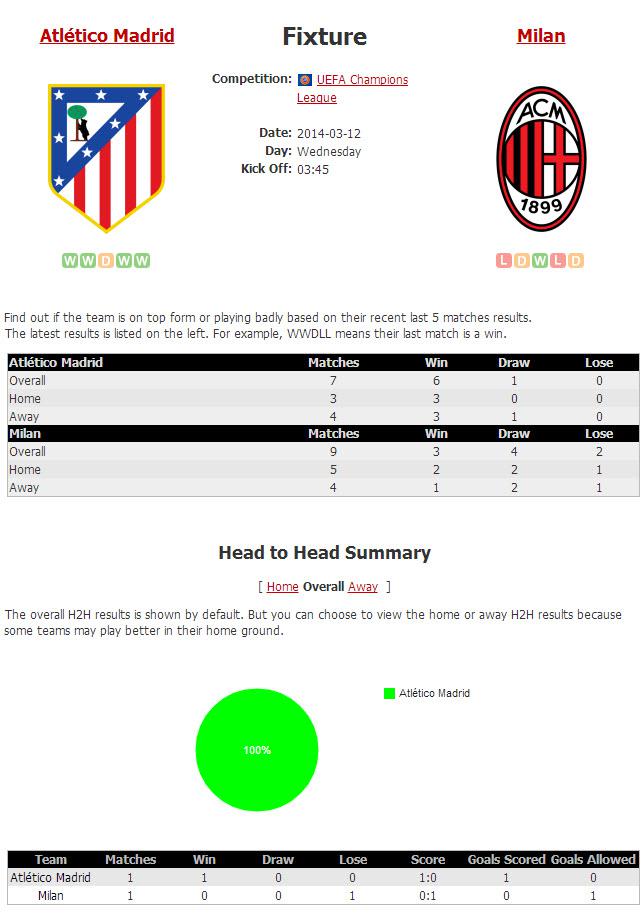 Atlético Madrid
Fixture
Milan
Competition: UEFA Champions
League
Date: 2014-03-12
Day: Wednesday
Kick Off: 03:45
ACM
1899
W W D W W
L D W L D
Find out if the team is on top form or playing badly based on their recent last 5 matches results.
The latest results is listed on the left. For example, WWDLL means their last match is a win.
Atlético Madrid Matches Win Draw Lose
Overall 7 6 1 0
Home 3 3 0 0
Away 4 3 1 0
Milan Matches Win Draw Lose
Overall 9 3 4 2
Home 5 2 2 1
Away 4 1 2 1
Head to Head Summary
[ Home Overall Away ]
The overall H2H results is shown by default. But you can choose to view the home or away H2H results because
some teams may play better in their home ground.
Atlético Madrid
100%
Team Matches Win Draw Lose Score Goals Scored Goals Allowed
Atlético Madrid 1 1 0 0 1:0 1 0
Milan 1 0 0 1 0:1 0 1